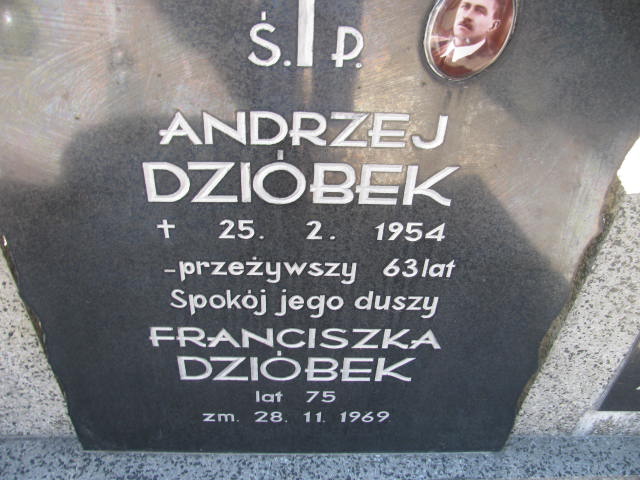 Ś. P.
ANDRZEJ
DZIÓBEK
† 25. 2. 1954
-przeżywszy 63 lat
Spokój jego duszy
FRANCISZKA
DZIÓBEK
lat 75
zm. 28. 11. 1969